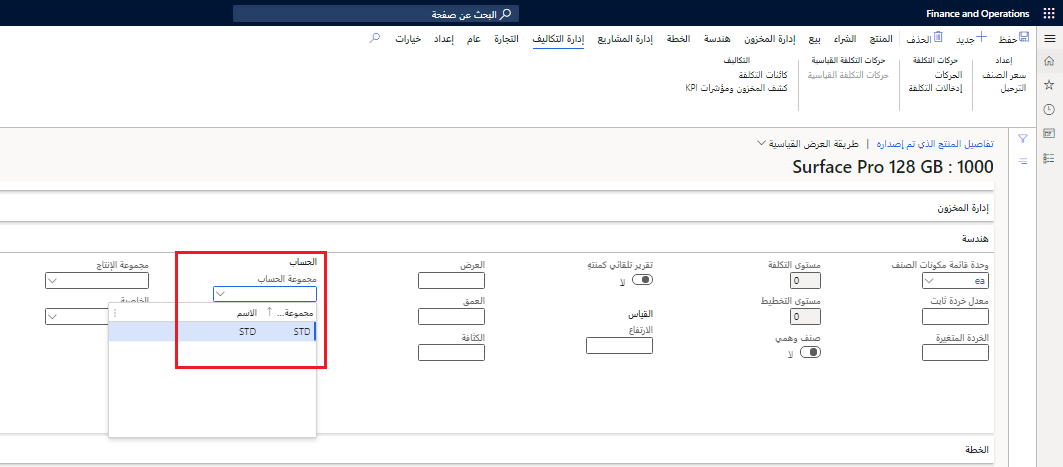 Finance and Operations
البحث عن صفحة
حفظ
جديد
الحذف
المنتج
الشراء
بيع
إدارة المخزون
هندسة
الخطة
إدارة المشاريع
إدارة التكاليف
التجارة
عام
إعداد
خيارات
إعداد
سعر الصنف
الترحيل
حركات التكلفة
الحركات
إدخالات التكلفة
حركات التكلفة القياسية
حركات التكلفة القياسية
التكاليف
كائنات التكلفة
كشف المخزون ومؤشرات KPI
تفاصيل المنتج الذي تم إصداره | طريقة العرض القياسية
Surface Pro 128 GB : 1000
إدارة المخزون
هندسة
وحدة قائمة مكونات الصنف
ea
معدل خردة ثابت
الخردة المتغيرة
مستوى التكلفة
0
مستوى التخطيط
0
صنف وهمي
لا
تقرير تلقائي كمنتهٍ
لا
القياس
الارتفاع
العرض
العمق
الكثافة
الحساب
مجموعة الحساب
مجموعة...
الاسم
STD
STD
مجموعة الإنتاج
الخاصية
الخطة